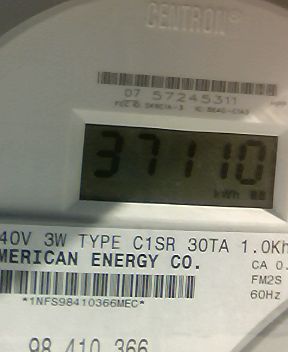 CENTRON®
07 57245311
37110
kWh 88
40V 3W TYPE C1SR 30TA 1.0Kh
MERICAN ENERGY CO.
CA 0.
FM2S
*1NFS98410366MEC*
60Hz
98 410 366